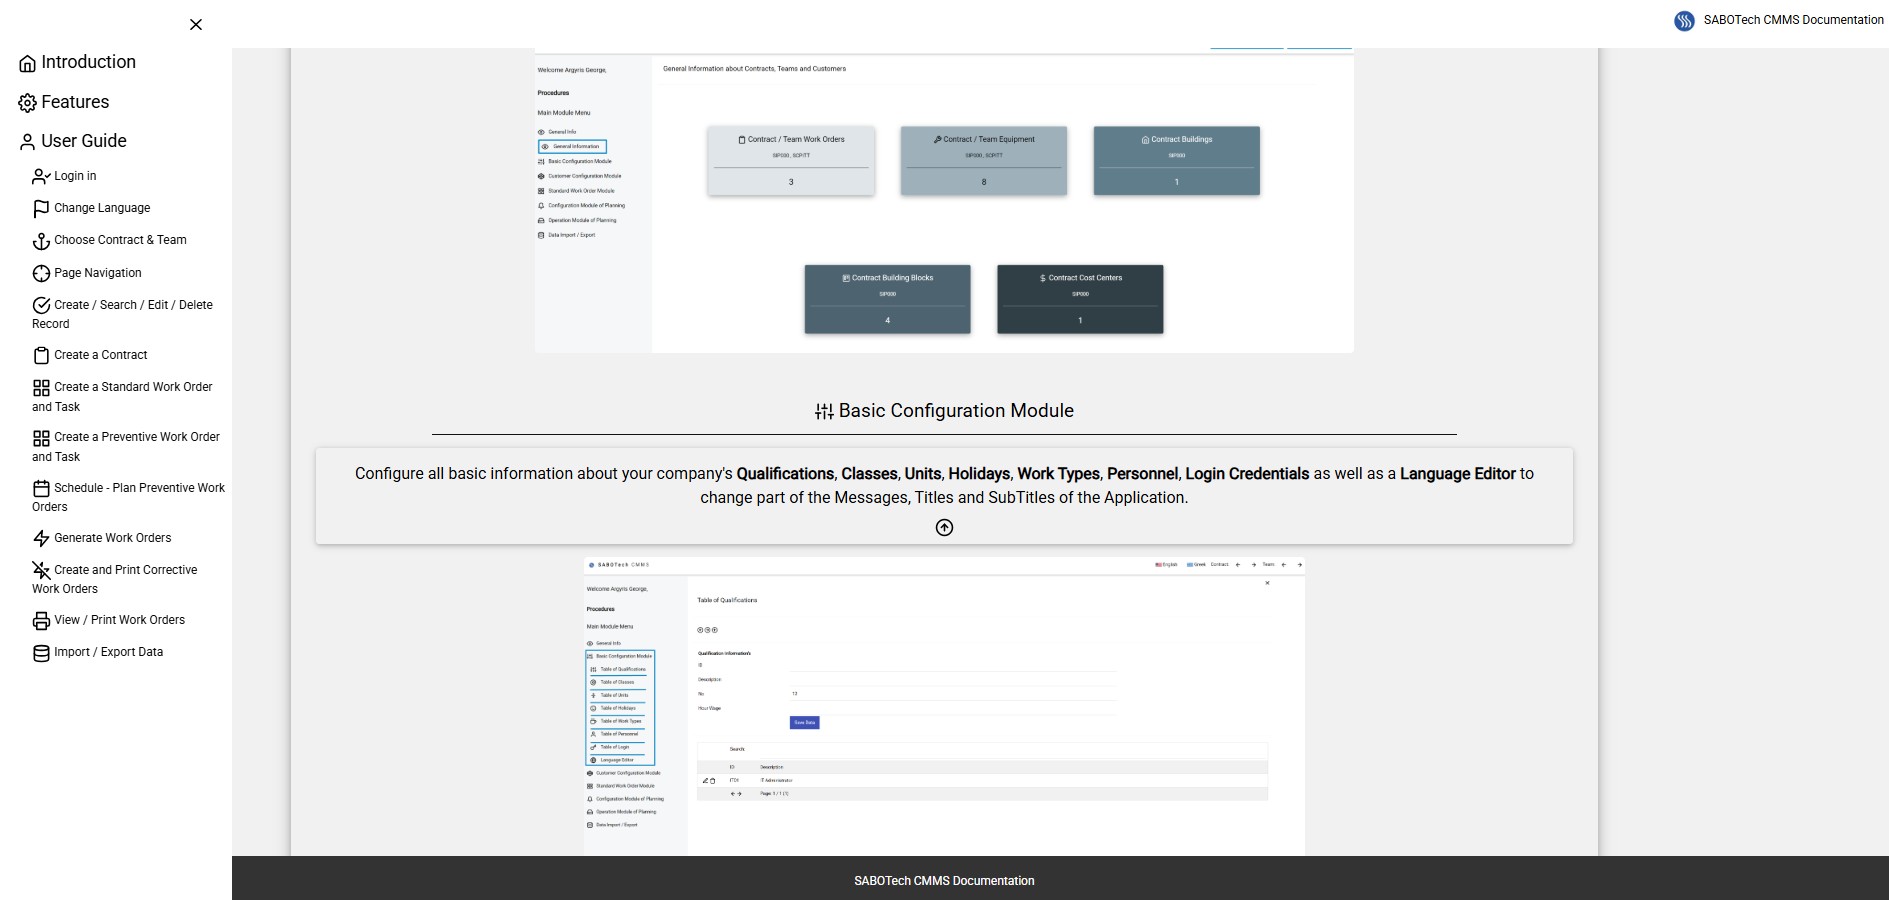 SABOTech CMMS Documentation
Introduction
Features
User Guide
Login in
Change Language
Choose Contract & Team
Page Navigation
Create / Search / Edit / Delete
Record
Create a Contract
Create a Standard Work Order
and Task
Create a Preventive Work Order
and Task
Schedule - Plan Preventive Work
Orders
Generate Work Orders
Create and Print Corrective
Work Orders
View / Print Work Orders
Import / Export Data
Welcome Argyris George,
Procedures
Main Module Menu
General Info
General Information
Basic Configuration Module
Customer Configuration Module
Standard Work Order Module
Configuration Module of Planning
Operation Module of Planning
Data Import / Export
General Information about Contracts, Teams and Customers
Contract / Team Work Orders
SIP000 , SCPITT
3
Contract / Team Equipment
SIP000 , SCPITT
8
Contract Buildings
SIP000
1
Contract Building Blocks
SIP000
4
Contract Cost Centers
SIP000
1
Basic Configuration Module
Configure all basic information about your company's Qualifications, Classes, Units, Holidays, Work Types, Personnel, Login Credentials as well as a Language Editor to
change part of the Messages, Titles and SubTitles of the Application.
SABOTech CMMS
English Greek Contract Team
Welcome Argyris George,
Procedures
Main Module Menu
General Info
Basic Configuration Module
Table of Qualifications
Table of Classes
Table of Units
Table of Holidays
Table of Work Types
Table of Personnel
Table of Login
Language Editor
Customer Configuration Module
Standard Work Order Module
Configuration Module of Planning
Operation Module of Planning
Data Import / Export
Table of Qualifications
Qualification Information's
ID
Description
No
Hour Wage
Save Data
Search:
ID Description
IT Administrator
Page: 1 / 1 (1)
SABOTech CMMS Documentation